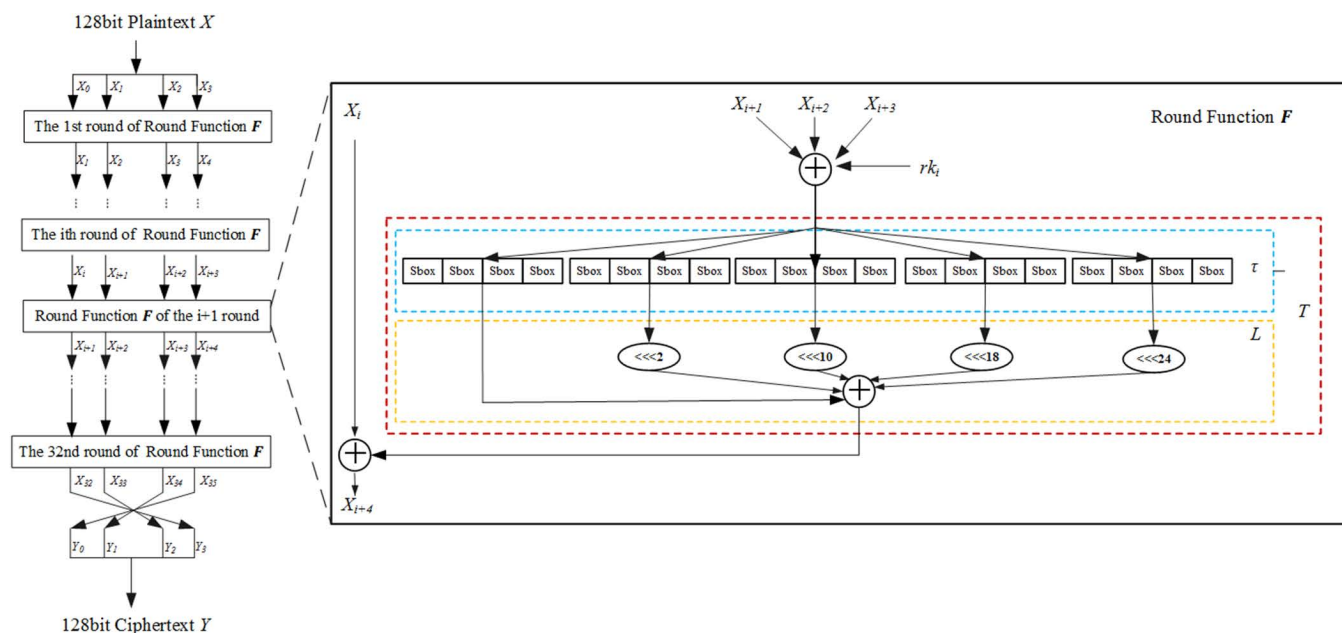 128bit Plaintext X
X0 X1 X2 X3
The 1st round of Round Function F
X1 X2 X3 X4
⋮ ⋮ ⋮ ⋮
The ith round of Round Function F
Xi Xi+1 Xi+2 Xi+3
Round Function F of the i+1 round
Xi+1 Xi+2 Xi+3 Xi+4
⋮ ⋮ ⋮ ⋮
The 32nd round of Round Function F
X32 X33 X34 X35
Y0 Y1 Y2 Y3
128bit Ciphertext Y
Xi Xi+1 Xi+2 Xi+3
Round Function F
+
rki
Sbox Sbox Sbox Sbox Sbox Sbox Sbox Sbox Sbox Sbox Sbox Sbox Sbox Sbox Sbox Sbox Sbox Sbox Sbox Sbox τ
T
L
<<<2 <<<10 <<<18 <<<24
+
+
Xi+4